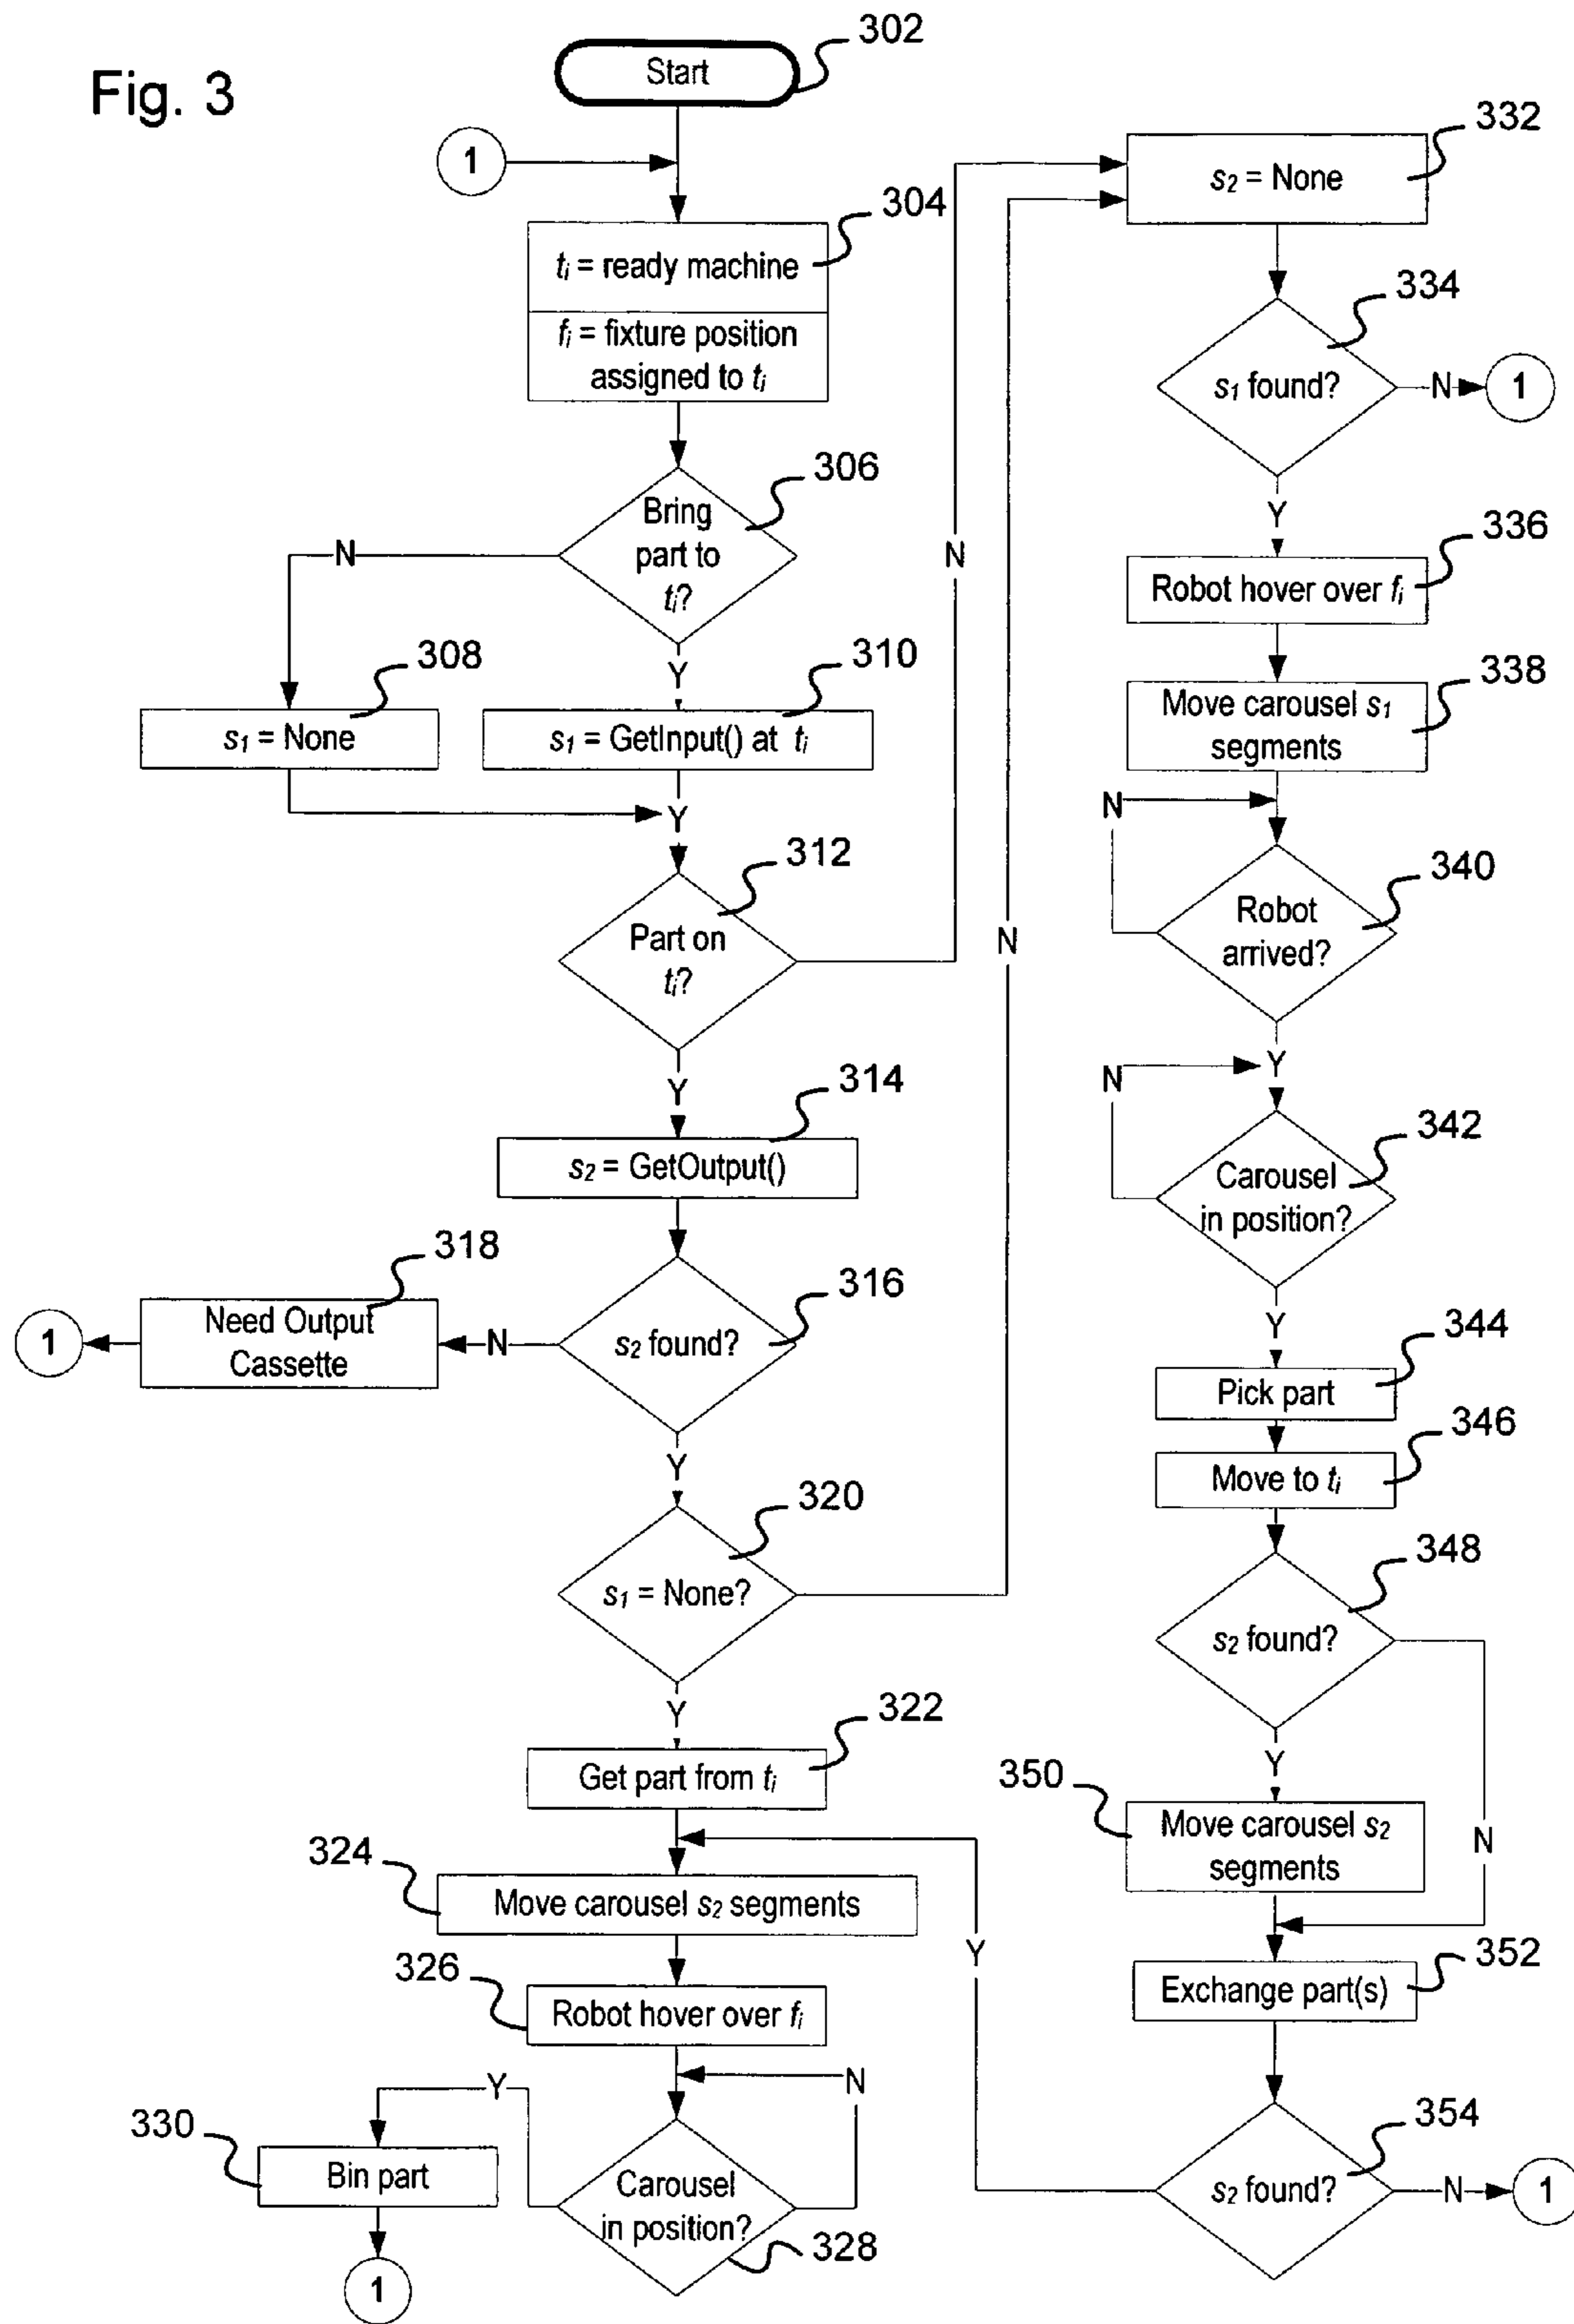 Fig. 3
302
Start
1
304
tᵢ = ready machine
fᵢ = fixture position
assigned to tᵢ
306
Bring
part to
tᵢ?
N
Y
308
s₁ = None
310
s₁ = GetInput() at tᵢ
Y
312
Part on
tᵢ?
N
Y
314
s₂ = GetOutput()
316
s₂ found?
N
318
Need Output
Cassette
1
Y
320
s₁ = None?
N
Y
322
Get part from tᵢ
324
Move carousel s₂ segments
326
Robot hover over fᵢ
N
Y
328
Carousel
in position?
330
Bin part
1
332
s₂ = None
334
s₁ found?
N
1
Y
336
Robot hover over fᵢ
338
Move carousel s₁
segments
N
340
Robot
arrived?
Y
N
342
Carousel
in position?
Y
344
Pick part
346
Move to tᵢ
348
s₂ found?
Y
N
350
Move carousel s₂
segments
352
Exchange part(s)
354
s₂ found?
Y
N
1